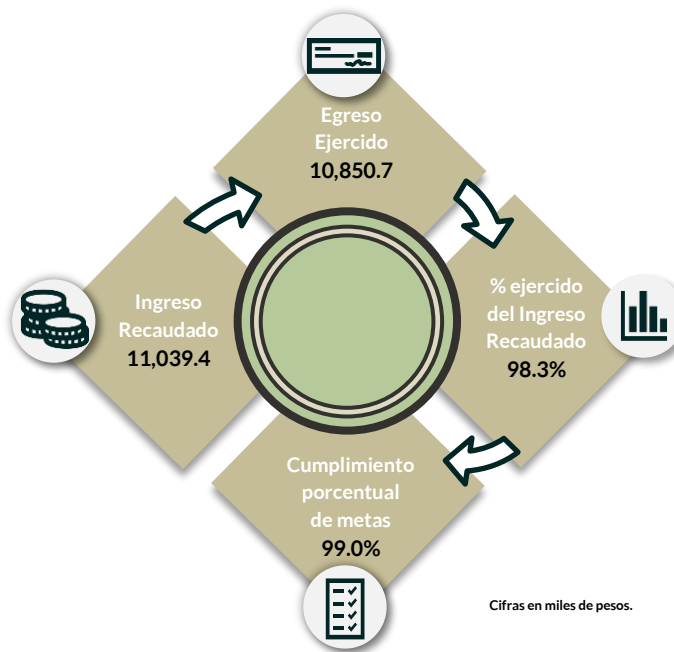 Egreso
Ejercido
10,850.7
Ingreso
Recaudado
11,039.4
% ejercido
del Ingreso
Recaudado
98.3%
Cumplimiento
porcentual
de metas
99.0%
Cifras en miles de pesos.